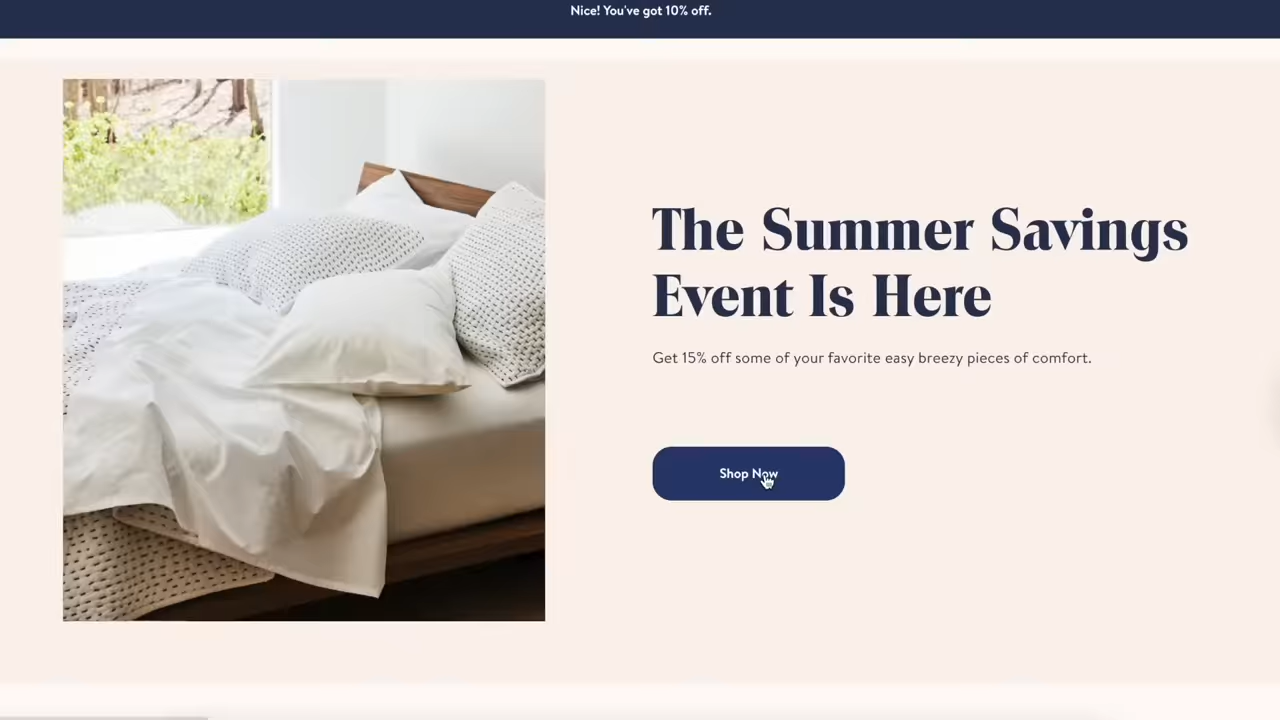 Nice! You've got 10% off.
The Summer Savings
Event Is Here
Get 15% off some of your favorite easy breezy pieces of comfort.
Shop Now